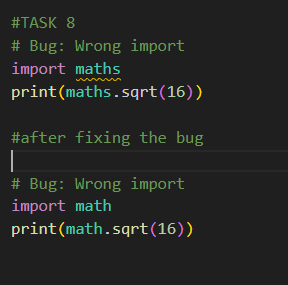 #TASK 8
# Bug: Wrong import
import maths
print(maths.sqrt(16))
#after fixing the bug
# Bug: Wrong import
import math
print(math.sqrt(16))